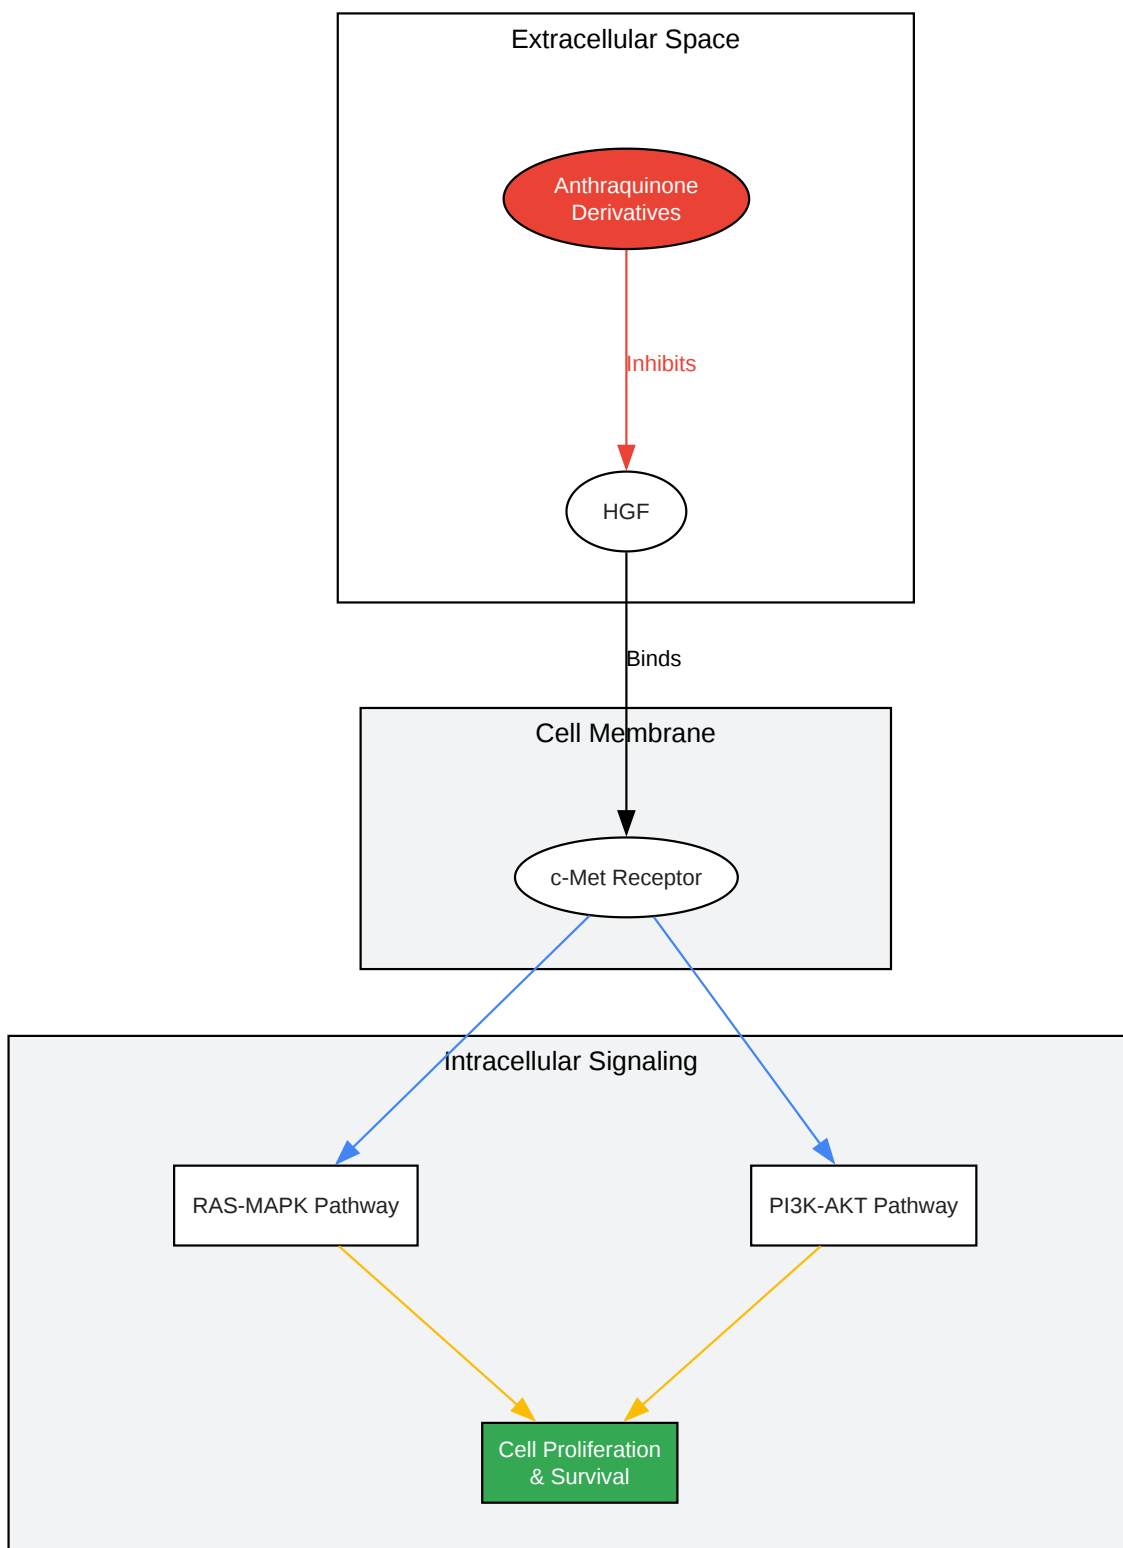 Extracellular Space
Anthraquinone
Derivatives
Inhibits
HGF
Binds
Cell Membrane
c-Met Receptor
Intracellular Signaling
RAS-MAPK Pathway
PI3K-AKT Pathway
Cell Proliferation
& Survival